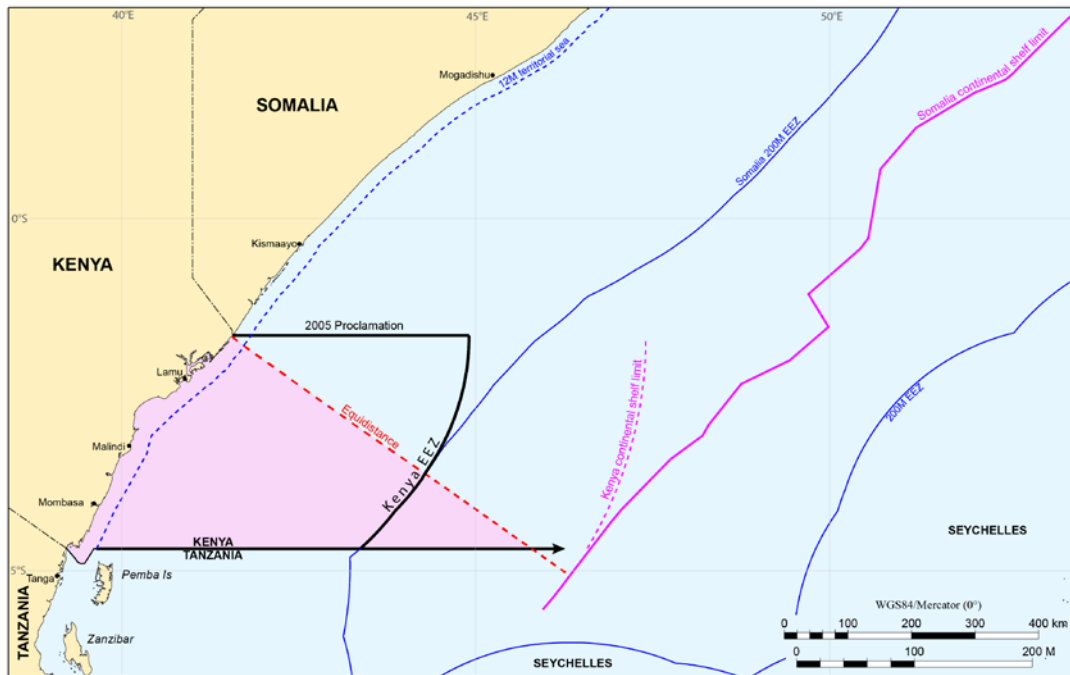 40°E
45°E
50°E
Mogadishu
12M territorial sea
SOMALIA
Somalia continental shelf limit
Somalia 200M EEZ
0°S
Kismaayo
KENYA
2005 Proclamation
Lamu
Equidistance
Kenya EEZ
Kenya continental shelf limit
200M EEZ
Malindi
Mombasa
KENYA
TANZANIA
SEYCHELLES
5°S
Tanga
Pemba Is
TANZANIA
Zanzibar
WGS84/Mercator (0°)
0 50 100 200 300 400 km
0 50 100 200 M
SEYCHELLES